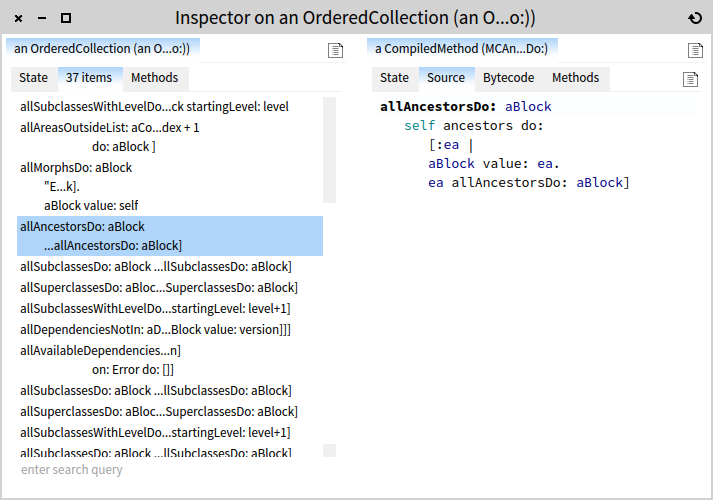 Inspector on an OrderedCollection (an O...o:))
an OrderedCollection (an O...o:))
State 37 items Methods
allSubclassesWithLevelDo...ck startingLevel: level
allAreasOutsideList: aCo...dex + 1
do: aBlock ]
allMorphsDo: aBlock
"E...k].
aBlock value: self
allAncestorsDo: aBlock
...allAncestorsDo: aBlock]
allSubclassesDo: aBlock ...llSubclassesDo: aBlock]
allSuperclassesDo: aBloc...SuperclassesDo: aBlock]
allSubclassesWithLevelDo...startingLevel: level+1]
allDependenciesNotIn: aD...Block value: version]]]
allAvailableDependencies...n]
on: Error do: []]
allSubclassesDo: aBlock ...llSubclassesDo: aBlock]
allSuperclassesDo: aBloc...SuperclassesDo: aBlock]
allSubclassesWithLevelDo...startingLevel: level+1]
allSubclassesDo: aBlock ...llSubclassesDo: aBlock]
enter search query
a CompiledMethod (MCAn...Do:)
State Source Bytecode Methods
allAncestorsDo: aBlock
self ancestors do:
[:ea |
aBlock value: ea.
ea allAncestorsDo: aBlock]